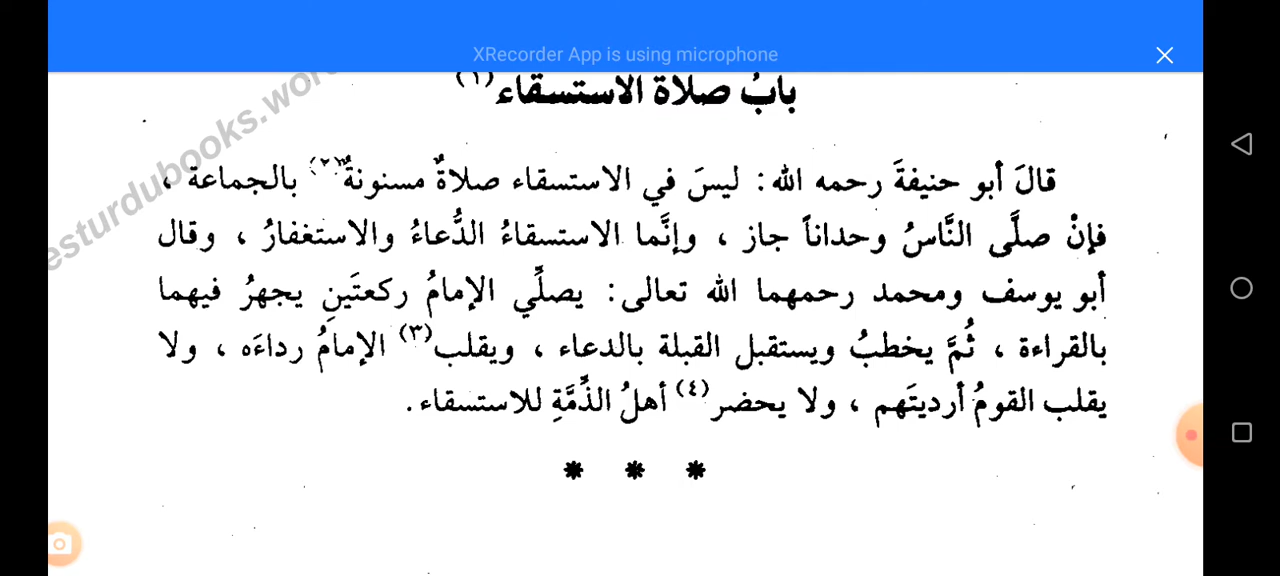 XRecorder App is using microphone
بابُ صلاة الاستسقاء(١)
esturdubooks.wor
قالَ أبو حنيفةَ رحمه الله : ليسَ في الاستسقاء صلاةٌ مسنونةٌ(٢) بالجماعة ،
فإنْ صلَّى النَّاسُ وحداناً جاز ، وإنَّما الاستسقاءُ الدُّعاءُ والاستغفارُ ، وقال
أبو يوسف ومحمد رحمهما الله تعالى : يصلِّي الإمامُ ركعتَينِ يجهرُ فيهما
بالقراءة ، ثُمَّ يخطبُ ويستقبل القبلة بالدعاء ، ويقلب(٣) الإمامُ رداءَه ، ولا
يقلب القومُ أرديتَهم ، ولا يحضر(٤) أهلُ الذِّمَّةِ للاستسقاء .